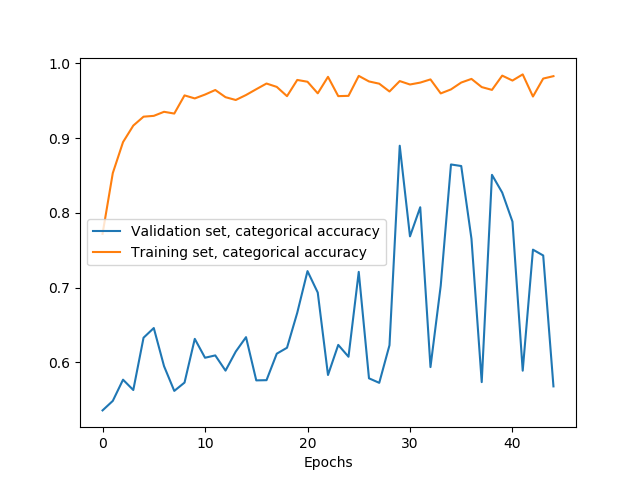 1.0
0.9
0.8
0.7
0.6
Validation set, categorical accuracy
Training set, categorical accuracy
0 10 20 30 40
Epochs